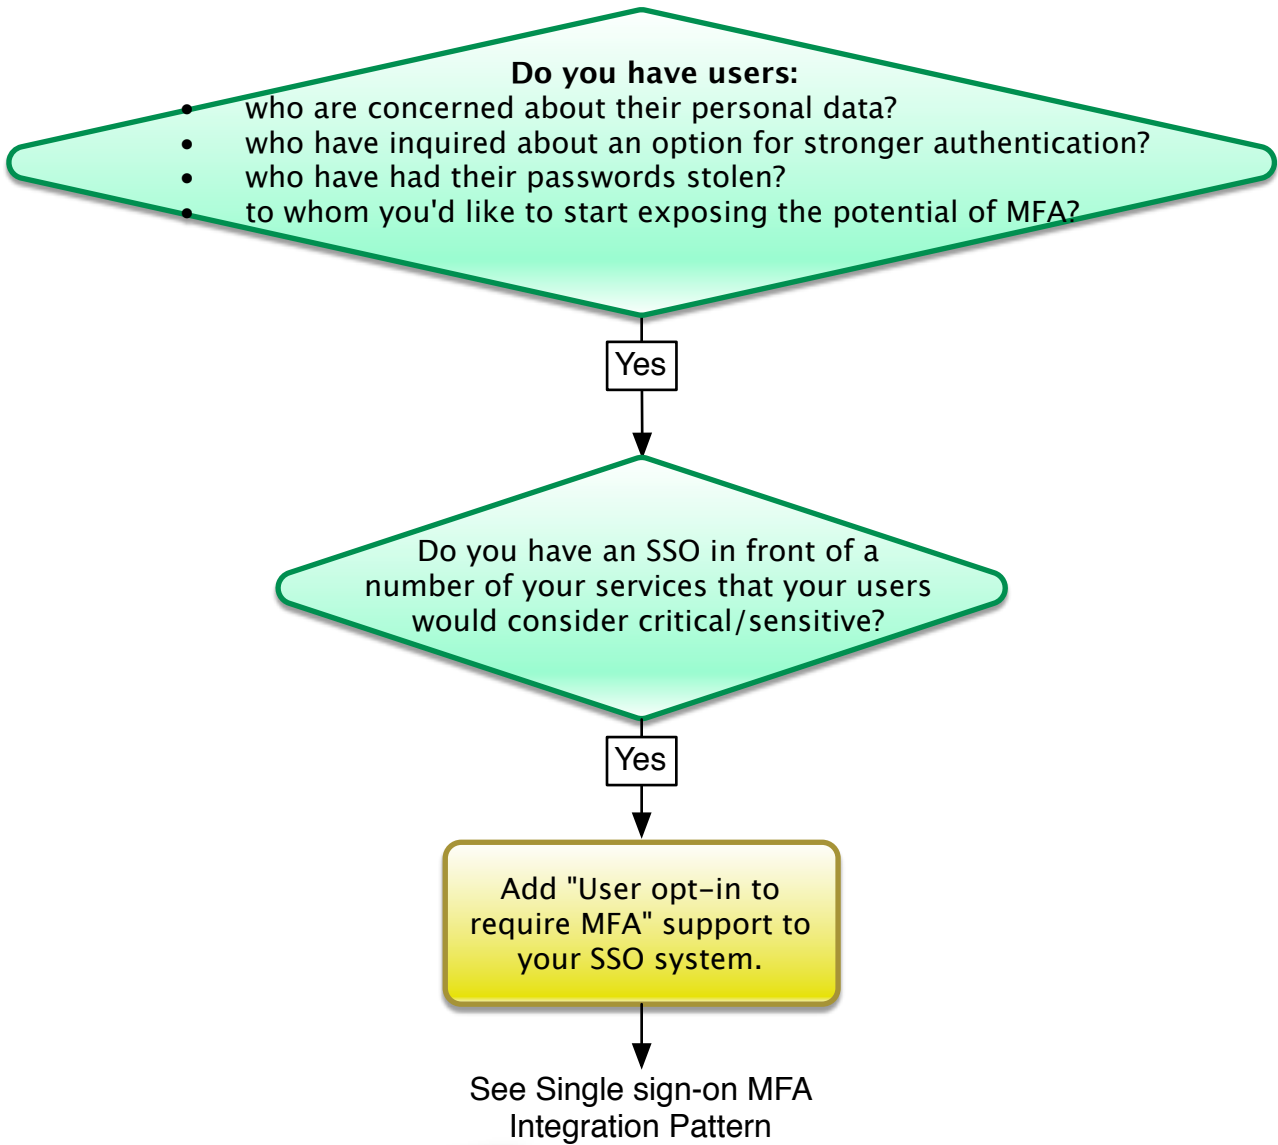 Do you have users:
• who are concerned about their personal data?
• who have inquired about an option for stronger authentication?
• who have had their passwords stolen?
• to whom you'd like to start exposing the potential of MFA?
Yes
Do you have an SSO in front of a
number of your services that your users
would consider critical/sensitive?
Yes
Add "User opt-in to
require MFA" support to
your SSO system.
See Single sign-on MFA
Integration Pattern